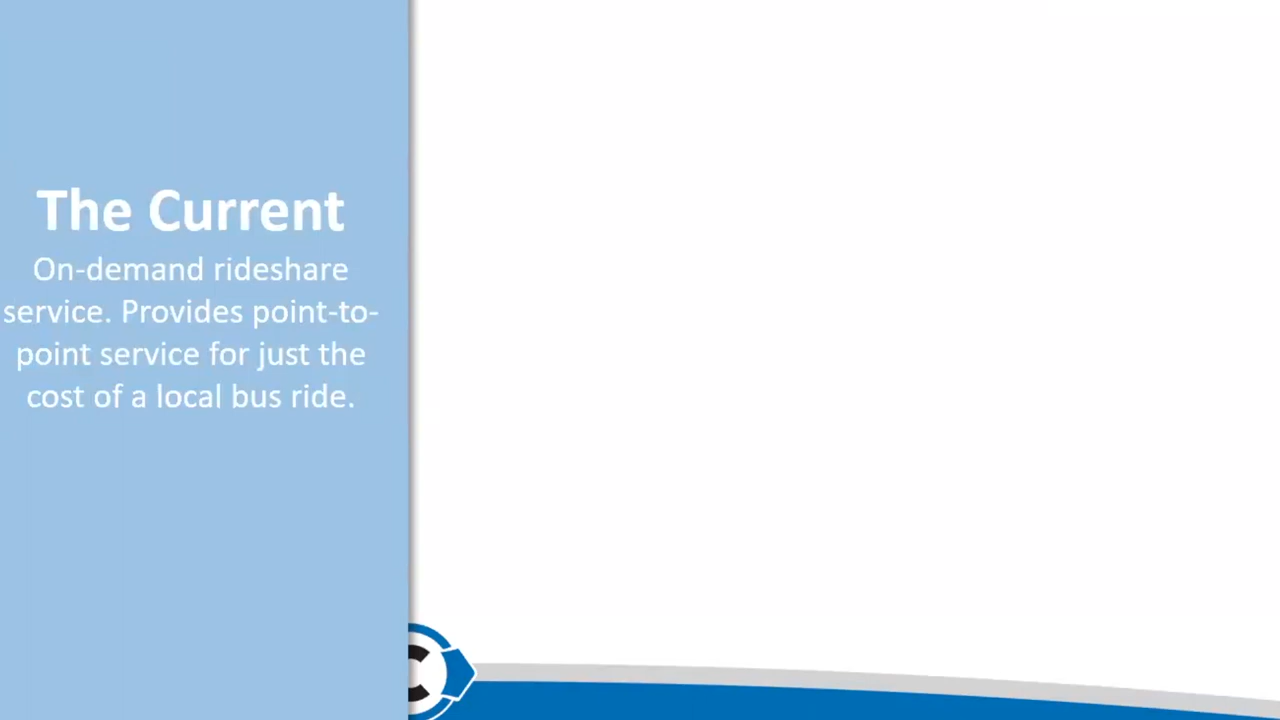 The Current
On-demand rideshare
service. Provides point-to-
point service for just the
cost of a local bus ride.
C